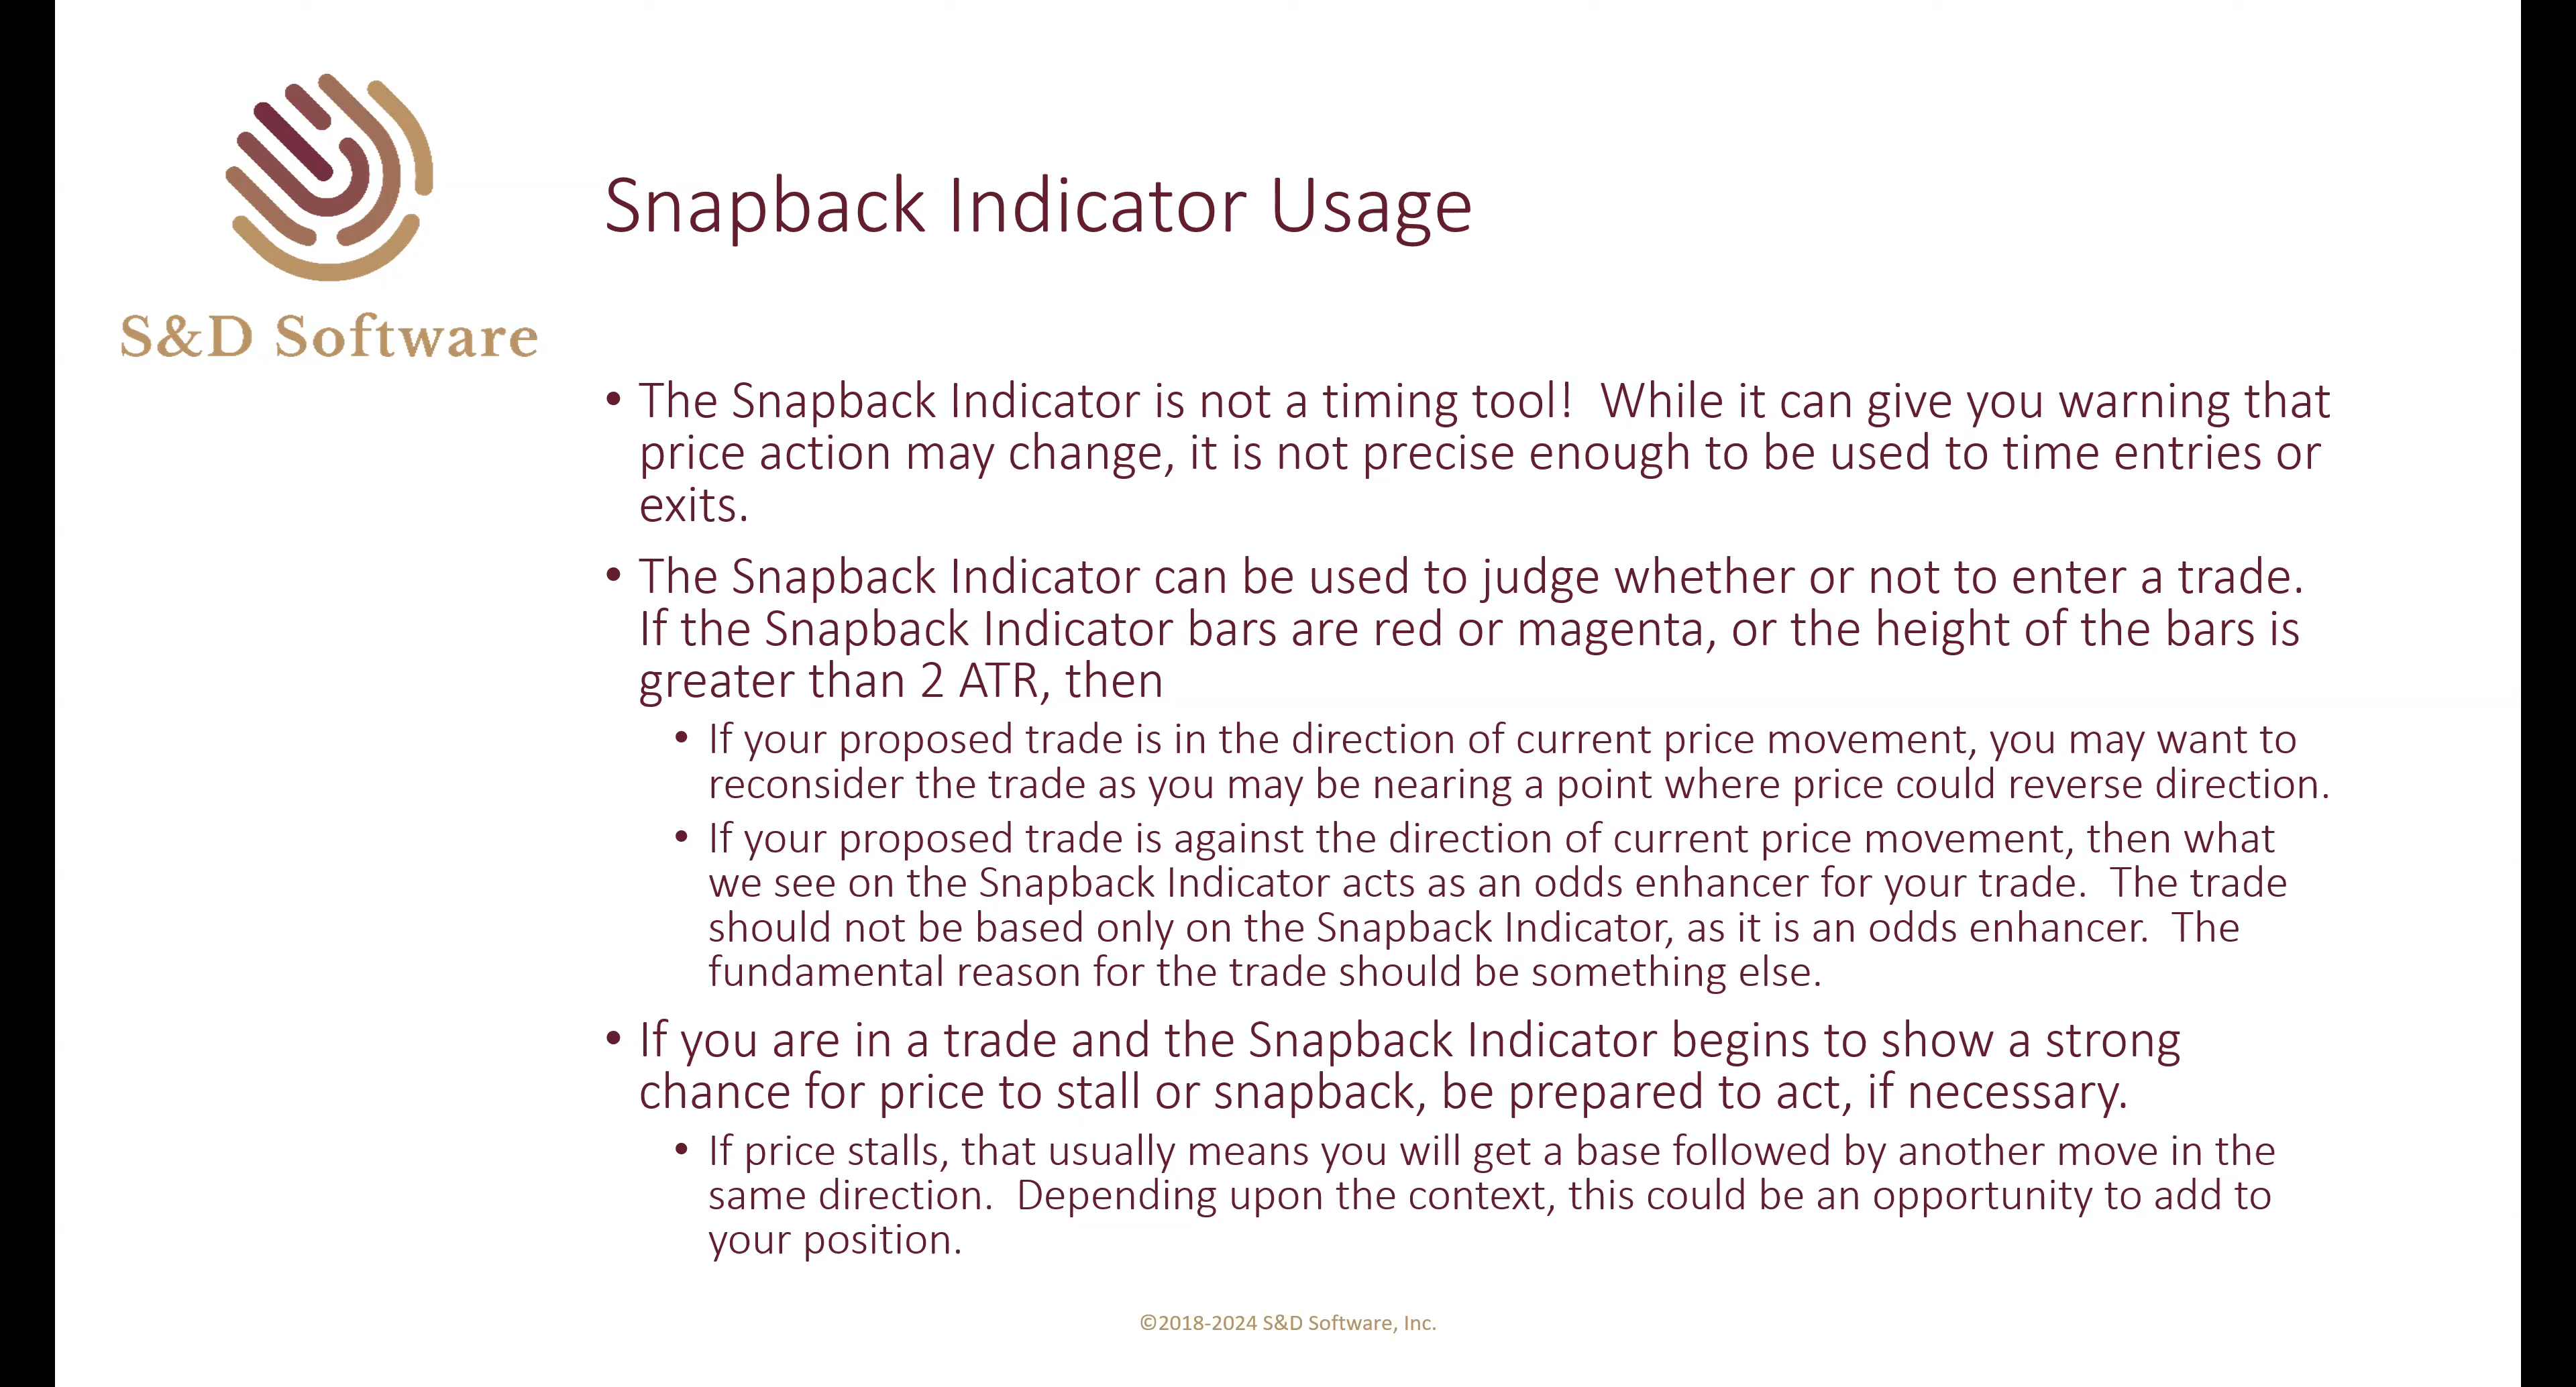 S&D Software
Snapback Indicator Usage
• The Snapback Indicator is not a timing tool!  While it can give you warning that
price action may change, it is not precise enough to be used to time entries or
exits.
• The Snapback Indicator can be used to judge whether or not to enter a trade.
If the Snapback Indicator bars are red or magenta, or the height of the bars is
greater than 2 ATR, then
• If your proposed trade is in the direction of current price movement, you may want to
reconsider the trade as you may be nearing a point where price could reverse direction.
• If your proposed trade is against the direction of current price movement, then what
we see on the Snapback Indicator acts as an odds enhancer for your trade.  The trade
should not be based only on the Snapback Indicator, as it is an odds enhancer.  The
fundamental reason for the trade should be something else.
• If you are in a trade and the Snapback Indicator begins to show a strong
chance for price to stall or snapback, be prepared to act, if necessary.
• If price stalls, that usually means you will get a base followed by another move in the
same direction.  Depending upon the context, this could be an opportunity to add to
your position.
©2018-2024 S&D Software, Inc.